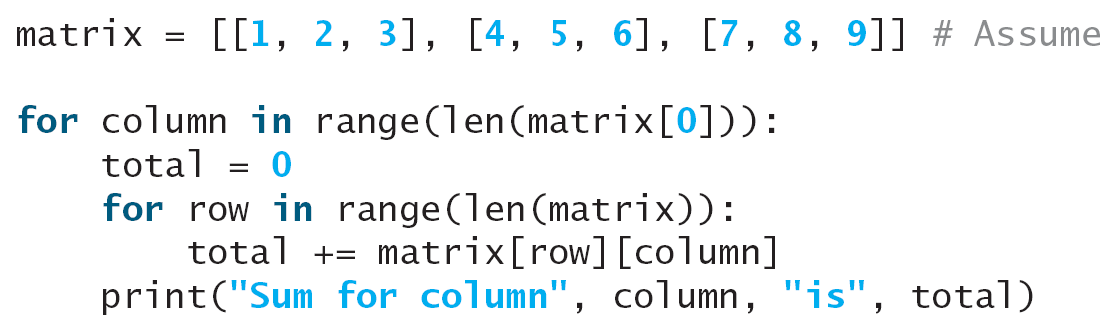 matrix = [[1, 2, 3], [4, 5, 6], [7, 8, 9]] # Assume
for column in range(len(matrix[0])):
    total = 0
    for row in range(len(matrix)):
        total += matrix[row][column]
    print("Sum for column", column, "is", total)